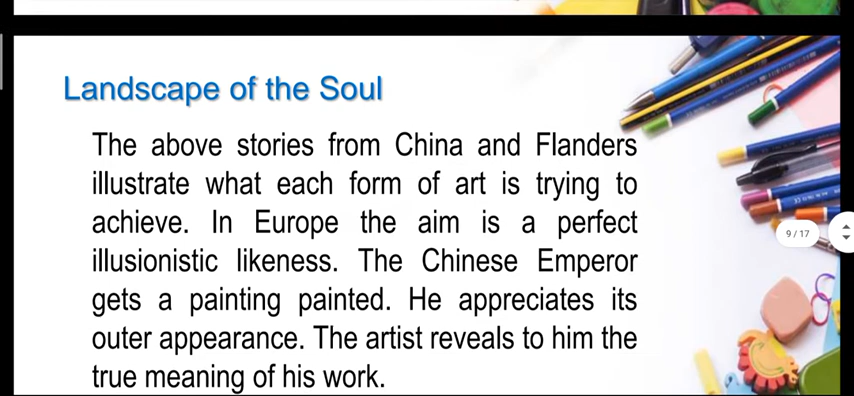 Landscape of the Soul
The above stories from China and Flanders
illustrate what each form of art is trying to
achieve. In Europe the aim is a perfect
illusionistic likeness. The Chinese Emperor
gets a painting painted. He appreciates its
outer appearance. The artist reveals to him the
true meaning of his work.
9 / 17